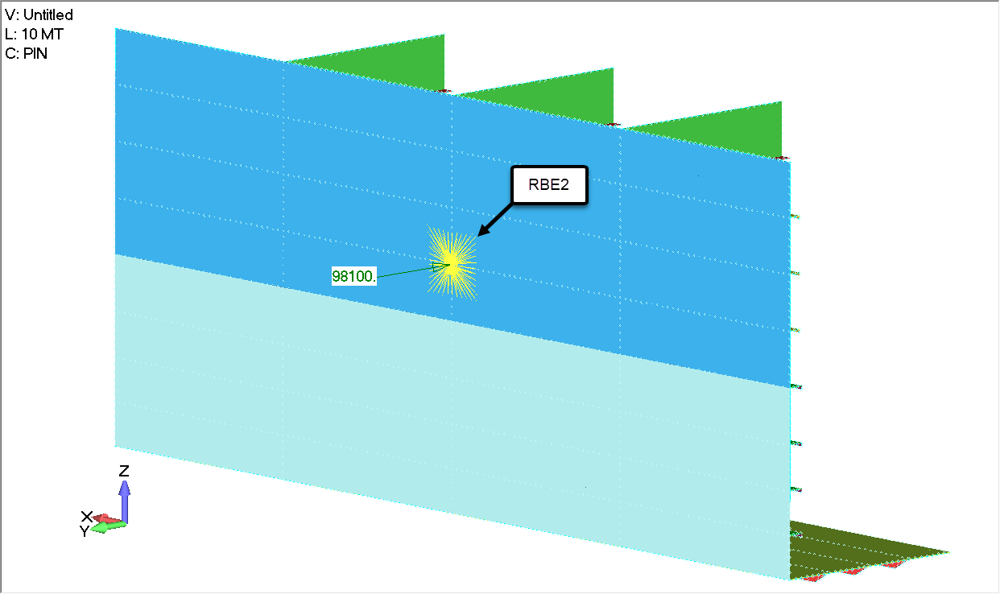 V: Untitled
L: 10 MT
C: PIN
RBE2
98100.
Z
X
Y